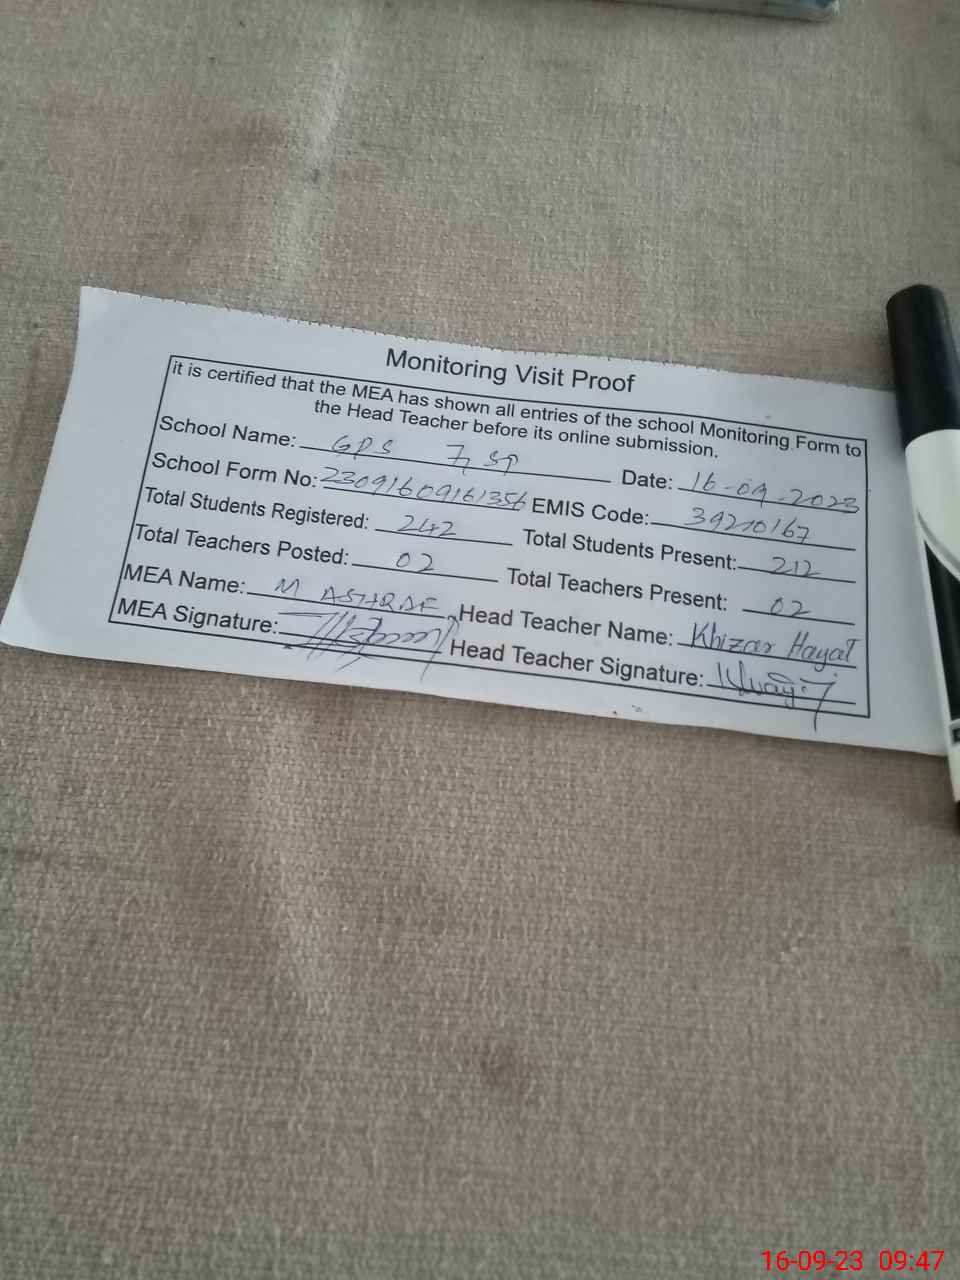 Monitoring Visit Proof
it is certified that the MEA has shown all entries of the school Monitoring Form to
the Head Teacher before its online submission.
School Name: GPS 7, SP Date: 16-09-2023
School Form No: 23091609161356 EMIS Code: 39210167
Total Students Registered: 242 Total Students Present: 212
Total Teachers Posted: 02 Total Teachers Present: 02
MEA Name: M ASHRAF Head Teacher Name: Khizar Hayat
MEA Signature: Head Teacher Signature:
16-09-23 09:47